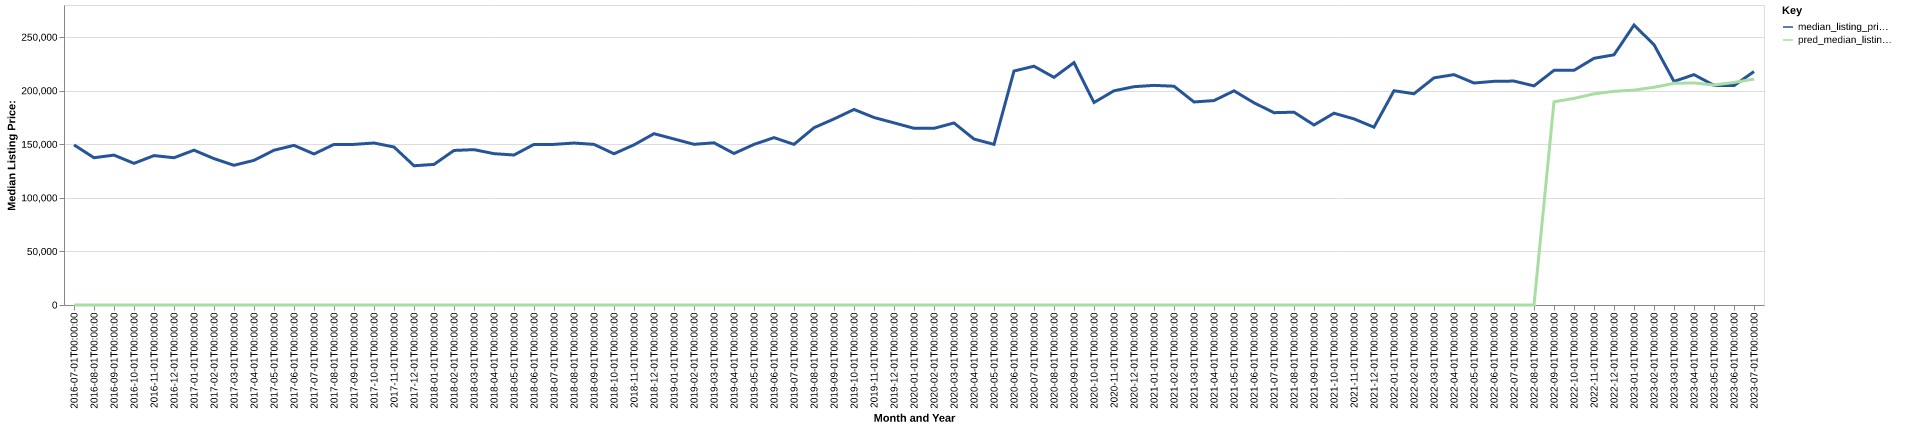 Key
median_listing_pri…
pred_median_listin…
Median Listing Price:
250,000
200,000
150,000
100,000
50,000
0
2016-07-01T00:00:00
2016-08-01T00:00:00
2016-09-01T00:00:00
2016-10-01T00:00:00
2016-11-01T00:00:00
2016-12-01T00:00:00
2017-01-01T00:00:00
2017-02-01T00:00:00
2017-03-01T00:00:00
2017-04-01T00:00:00
2017-05-01T00:00:00
2017-06-01T00:00:00
2017-07-01T00:00:00
2017-08-01T00:00:00
2017-09-01T00:00:00
2017-10-01T00:00:00
2017-11-01T00:00:00
2017-12-01T00:00:00
2018-01-01T00:00:00
2018-02-01T00:00:00
2018-03-01T00:00:00
2018-04-01T00:00:00
2018-05-01T00:00:00
2018-06-01T00:00:00
2018-07-01T00:00:00
2018-08-01T00:00:00
2018-09-01T00:00:00
2018-10-01T00:00:00
2018-11-01T00:00:00
2018-12-01T00:00:00
2019-01-01T00:00:00
2019-02-01T00:00:00
2019-03-01T00:00:00
2019-04-01T00:00:00
2019-05-01T00:00:00
2019-06-01T00:00:00
2019-07-01T00:00:00
2019-08-01T00:00:00
2019-09-01T00:00:00
2019-10-01T00:00:00
2019-11-01T00:00:00
2019-12-01T00:00:00
2020-01-01T00:00:00
2020-02-01T00:00:00
2020-03-01T00:00:00
2020-04-01T00:00:00
2020-05-01T00:00:00
2020-06-01T00:00:00
2020-07-01T00:00:00
2020-08-01T00:00:00
2020-09-01T00:00:00
2020-10-01T00:00:00
2020-11-01T00:00:00
2020-12-01T00:00:00
2021-01-01T00:00:00
2021-02-01T00:00:00
2021-03-01T00:00:00
2021-04-01T00:00:00
2021-05-01T00:00:00
2021-06-01T00:00:00
2021-07-01T00:00:00
2021-08-01T00:00:00
2021-09-01T00:00:00
2021-10-01T00:00:00
2021-11-01T00:00:00
2021-12-01T00:00:00
2022-01-01T00:00:00
2022-02-01T00:00:00
2022-03-01T00:00:00
2022-04-01T00:00:00
2022-05-01T00:00:00
2022-06-01T00:00:00
2022-07-01T00:00:00
2022-08-01T00:00:00
2022-09-01T00:00:00
2022-10-01T00:00:00
2022-11-01T00:00:00
2022-12-01T00:00:00
2023-01-01T00:00:00
2023-02-01T00:00:00
2023-03-01T00:00:00
2023-04-01T00:00:00
2023-05-01T00:00:00
2023-06-01T00:00:00
2023-07-01T00:00:00
Month and Year